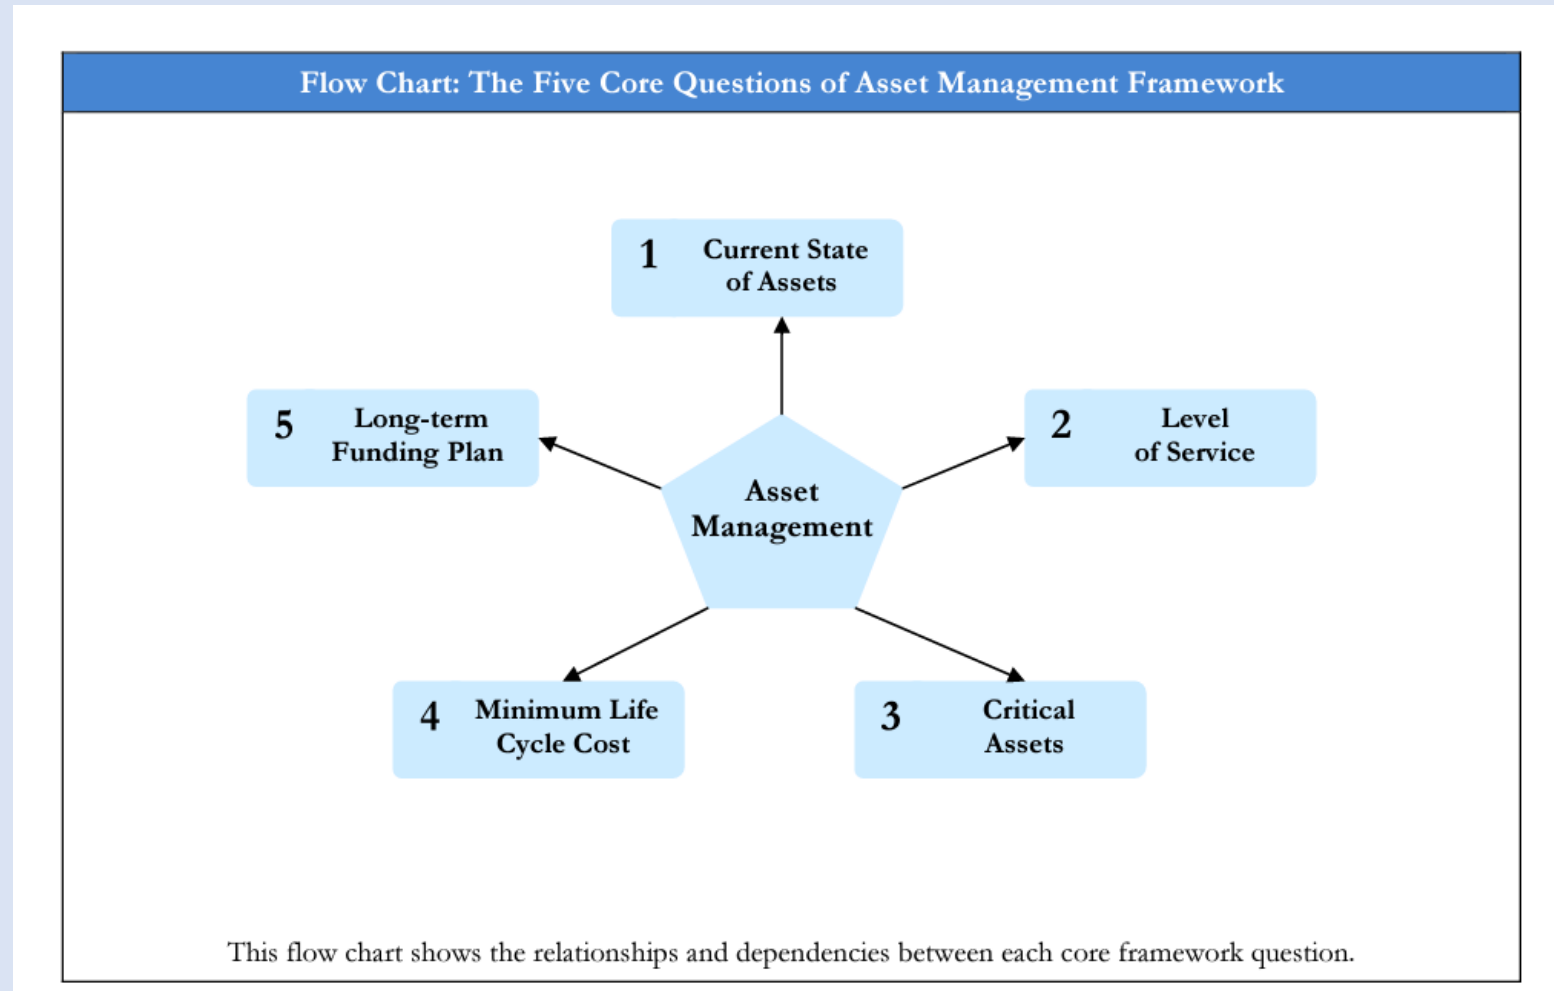 Flow Chart: The Five Core Questions of Asset Management Framework
1
Current State
of Assets
5
Long-term
Funding Plan
2
Level
of Service
Asset
Management
4
Minimum Life
Cycle Cost
3
Critical
Assets
This flow chart shows the relationships and dependencies between each core framework question.